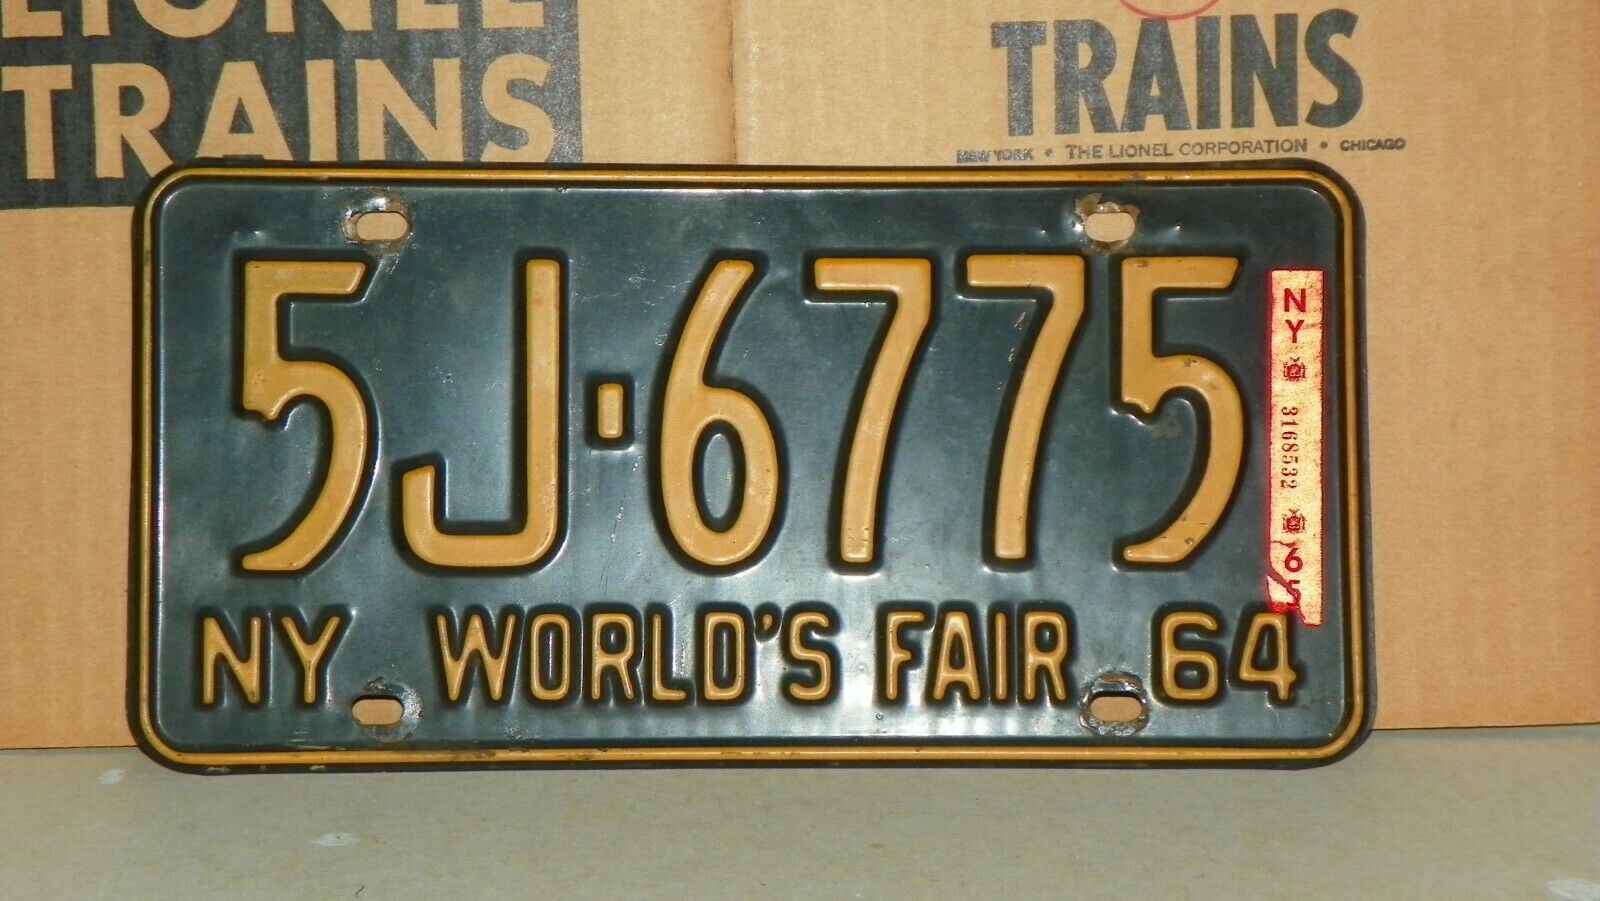 LIONEL
TRAINS
TRAINS
NEW YORK • THE LIONEL CORPORATION • CHICAGO
5J-6775
NY WORLD'S FAIR 64
NY 3168532 65